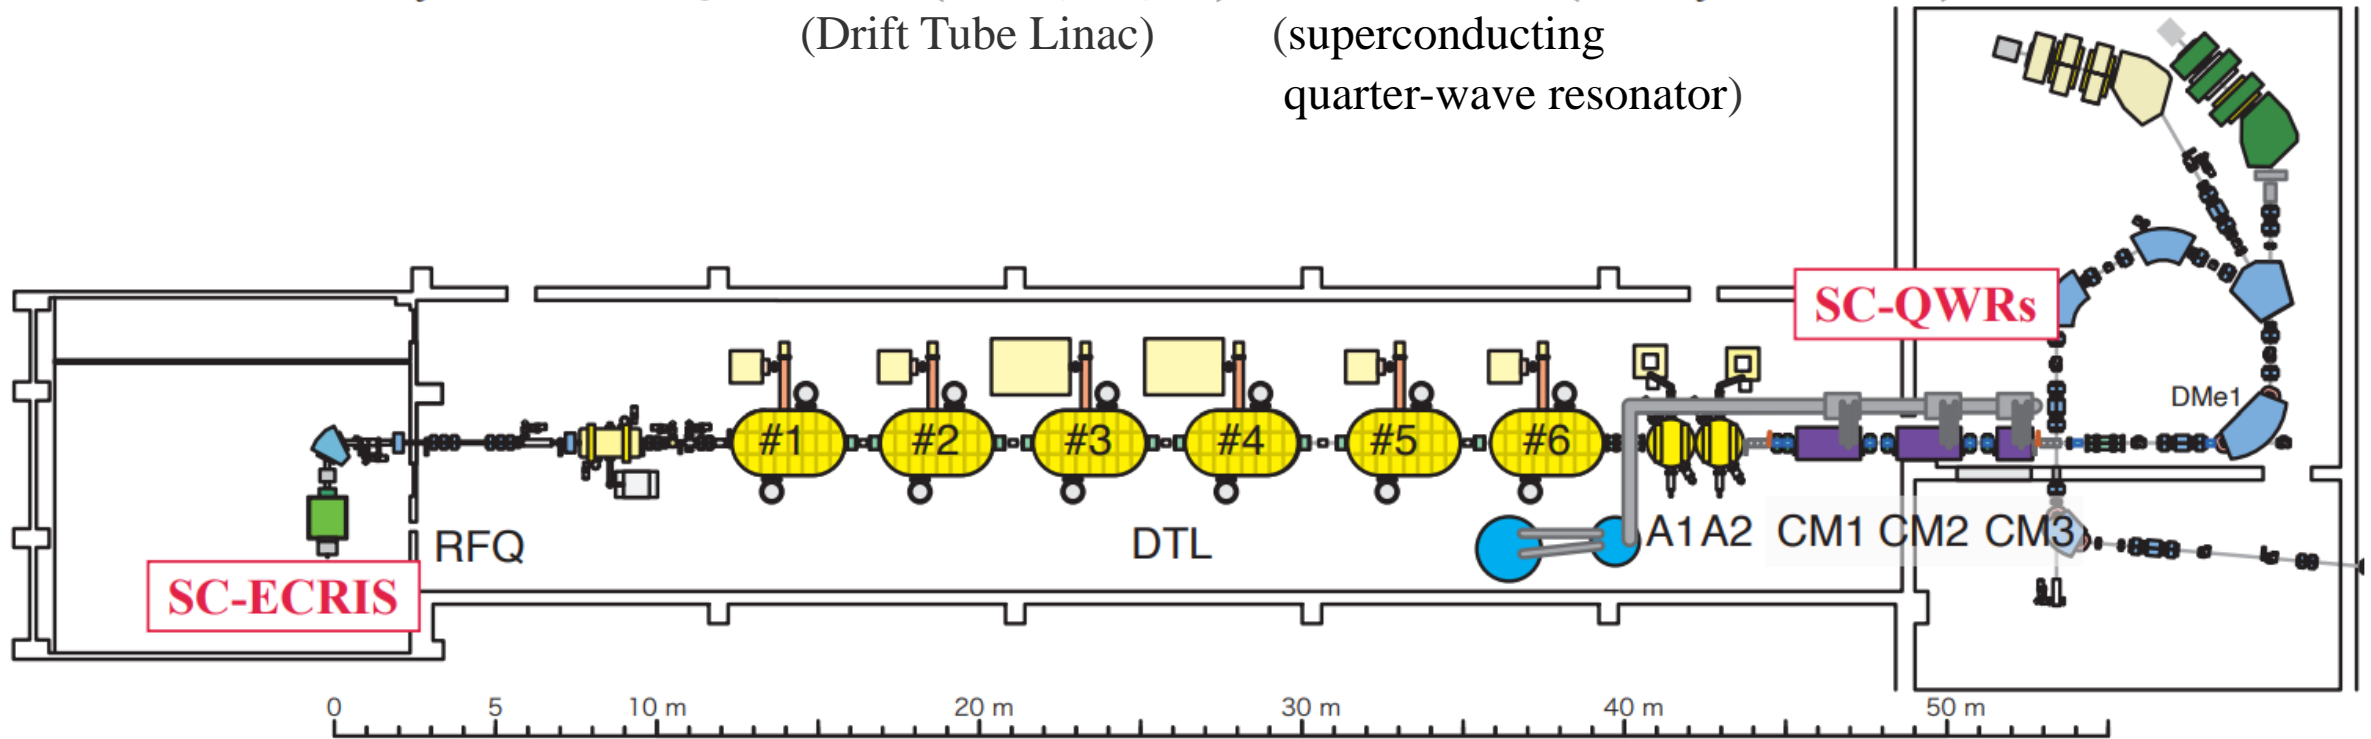 (Drift Tube Linac)
(superconducting
quarter-wave resonator)
SC-QWRs
DMe1
#1 #2 #3 #4 #5 #6
RFQ
DTL
A1 A2 CM1 CM2 CM3
SC-ECRIS
0 5 10 m 20 m 30 m 40 m 50 m